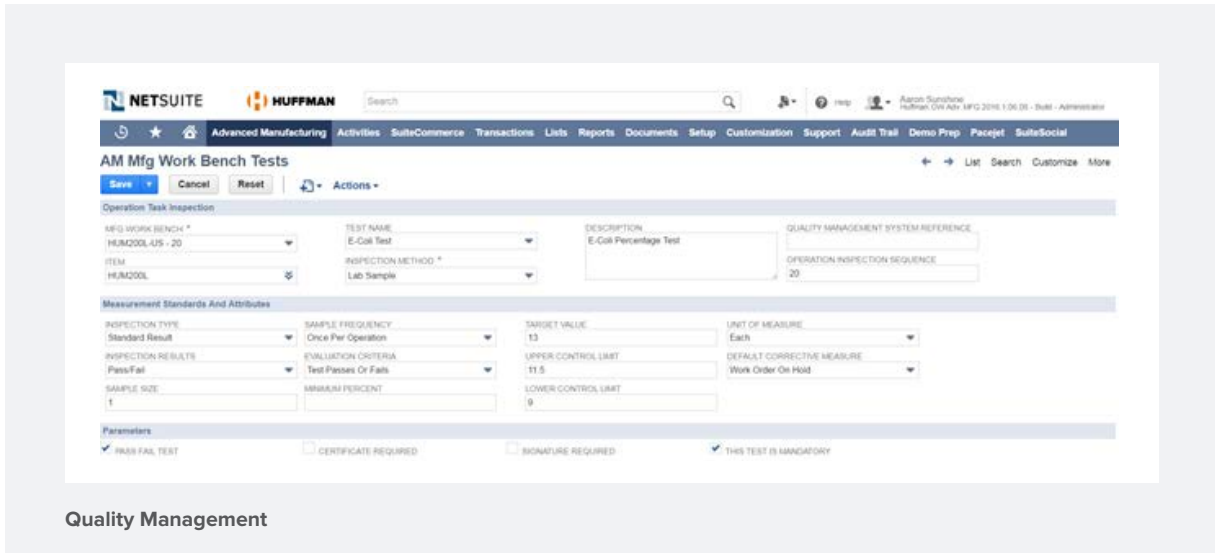 NETSUITE HUFFMAN Search Help Aaron Sunshine
Advanced Manufacturing Activities SuiteCommerce Transactions Lists Reports Documents Setup Customization Support Audit Trail Demo Prep Pacejet SuiteSocial
AM Mfg Work Bench Tests List Search Customize More
Save Cancel Reset Actions
Operation Task Inspection
MFG WORK BENCH * TEST NAME DESCRIPTION QUALITY MANAGEMENT SYSTEM REFERENCE
HUM200L-US - 20 E-Coli Test E-Coli Percentage Test
ITEM INSPECTION METHOD * OPERATION INSPECTION SEQUENCE
HUM200L Lab Sample 20
Measurement Standards And Attributes
INSPECTION TYPE SAMPLE FREQUENCY TARGET VALUE UNIT OF MEASURE
Standard Result Once Per Operation 13 Each
INSPECTION RESULTS EVALUATION CRITERIA UPPER CONTROL LIMIT DEFAULT CORRECTIVE MEASURE
Pass/Fail Test Passes Or Fails 11.5 Work Order On Hold
SAMPLE SIZE MINIMUM PERCENT LOWER CONTROL LIMIT
1 9
Parameters
PASS FAIL TEST CERTIFICATE REQUIRED SIGNATURE REQUIRED THIS TEST IS MANDATORY
Quality Management